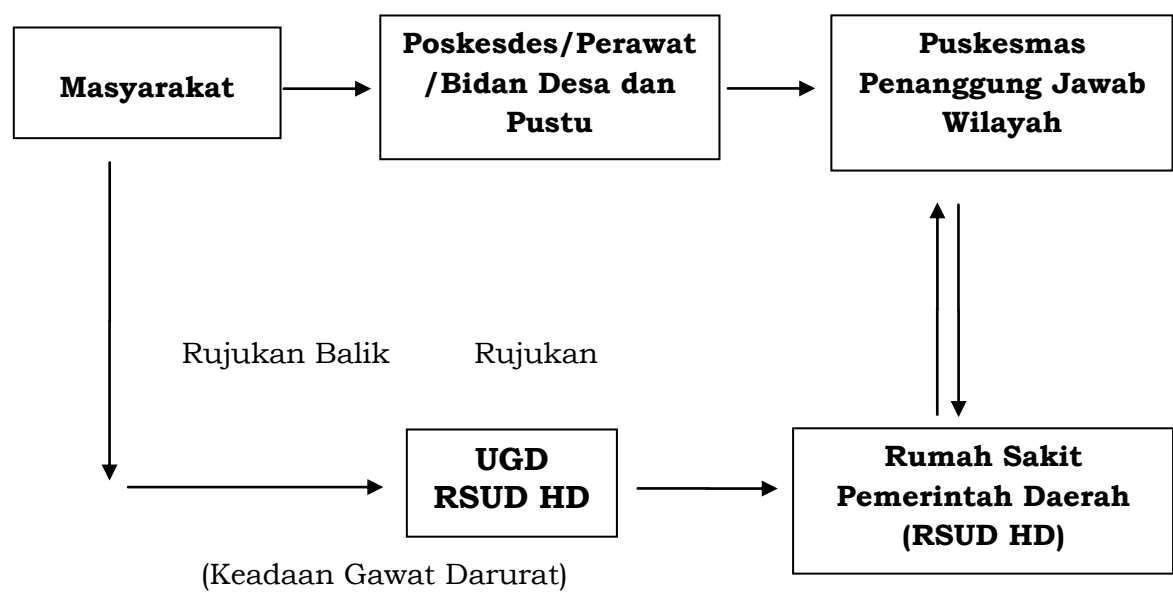 Masyarakat
Poskesdes/Perawat
/Bidan Desa dan
Pustu
Puskesmas
Penanggung Jawab
Wilayah
Rujukan Balik
Rujukan
UGD
RSUD HD
Rumah Sakit
Pemerintah Daerah
(RSUD HD)
(Keadaan Gawat Darurat)